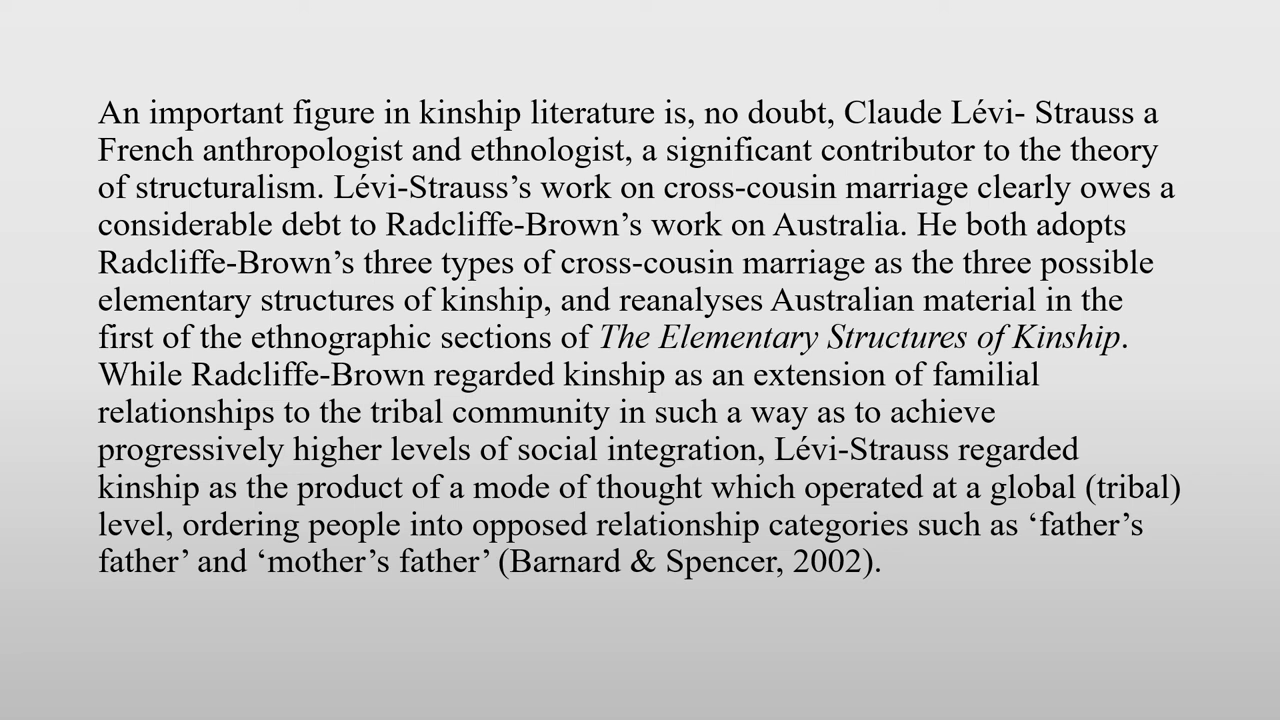 An important figure in kinship literature is, no doubt, Claude Lévi- Strauss a
French anthropologist and ethnologist, a significant contributor to the theory
of structuralism. Lévi-Strauss’s work on cross-cousin marriage clearly owes a
considerable debt to Radcliffe-Brown’s work on Australia. He both adopts
Radcliffe-Brown’s three types of cross-cousin marriage as the three possible
elementary structures of kinship, and reanalyses Australian material in the
first of the ethnographic sections of The Elementary Structures of Kinship.
While Radcliffe-Brown regarded kinship as an extension of familial
relationships to the tribal community in such a way as to achieve
progressively higher levels of social integration, Lévi-Strauss regarded
kinship as the product of a mode of thought which operated at a global (tribal)
level, ordering people into opposed relationship categories such as ‘father’s
father’ and ‘mother’s father’ (Barnard & Spencer, 2002).